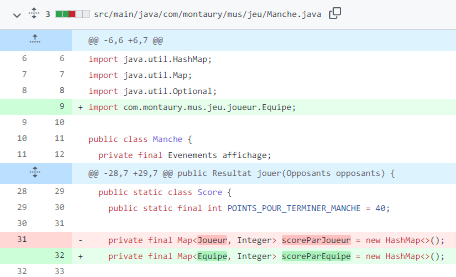 3 src/main/java/com/montaury/mus/jeu/Manche.java
@@ -6,6 +6,7 @@
6 6 import java.util.HashMap;
7 7 import java.util.Map;
8 8 import java.util.Optional;
9 + import com.montaury.mus.jeu.joueur.Equipe;
9 10
10 11 public class Manche {
11 12 private final Evenements affichage;
@@ -28,7 +29,7 @@ public Resultat jouer(Opposants opposants) {
28 29 public static class Score {
29 30 public static final int POINTS_POUR_TERMINER_MANCHE = 40;
30 31
31 - private final Map<Joueur, Integer> scoreParJoueur = new HashMap<>();
32 + private final Map<Equipe, Integer> scoreParEquipe = new HashMap<>();
32 33